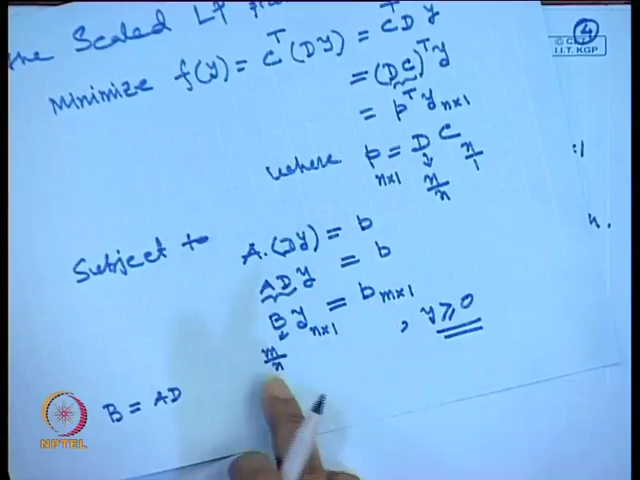 the Scaled LP
Minimize f(y) = C^T (Dy) = C^T D y
= (DC)^T y
= p^T y n×1
where p = D C
n×1 n/n n/1
Subject to A.(Dy) = b
ADy = b
By = b m×1 , y ≥ 0
n×1
m/n
B = AD
4
I.I.T. KGP
NPTEL